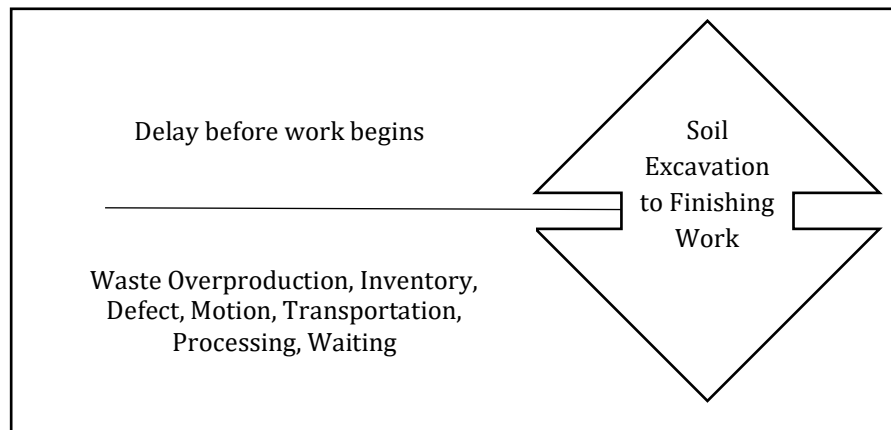 Delay before work begins
Soil
Excavation
to Finishing
Work
Waste Overproduction, Inventory,
Defect, Motion, Transportation,
Processing, Waiting